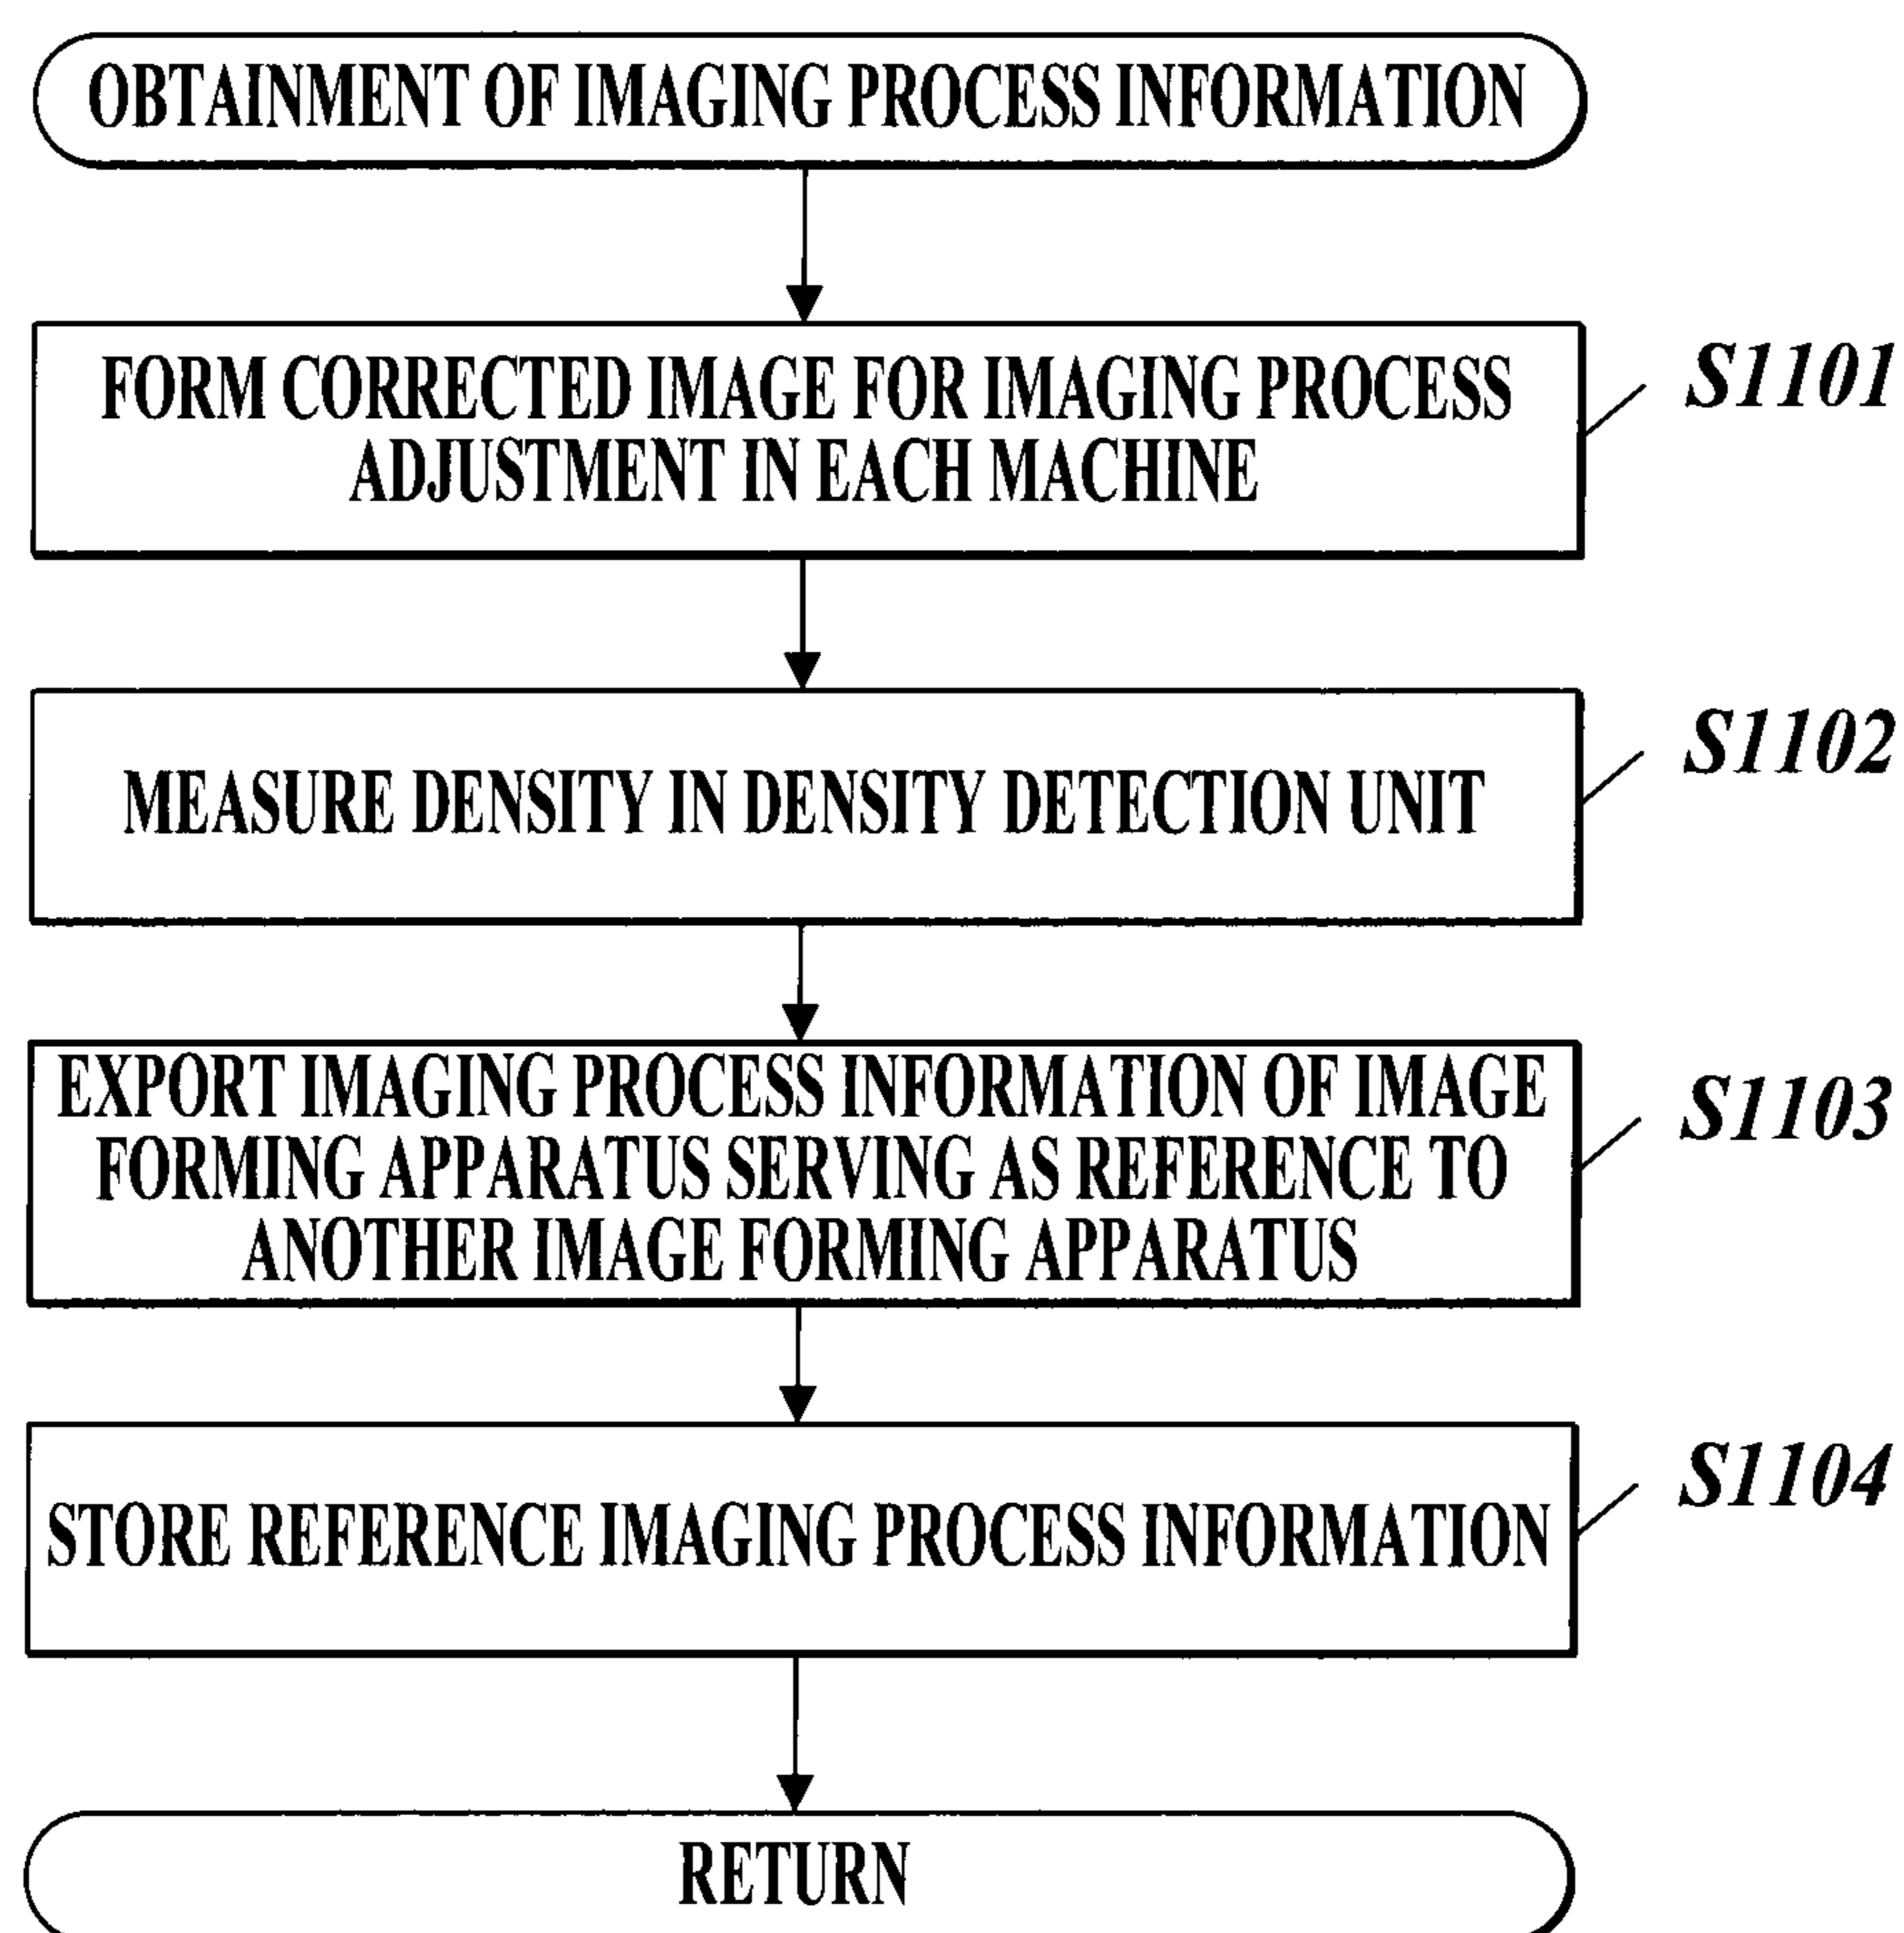 OBTAINMENT OF IMAGING PROCESS INFORMATION
FORM CORRECTED IMAGE FOR IMAGING PROCESS
ADJUSTMENT IN EACH MACHINE
S1101
MEASURE DENSITY IN DENSITY DETECTION UNIT
S1102
EXPORT IMAGING PROCESS INFORMATION OF IMAGE
FORMING APPARATUS SERVING AS REFERENCE TO
ANOTHER IMAGE FORMING APPARATUS
S1103
STORE REFERENCE IMAGING PROCESS INFORMATION
S1104
RETURN